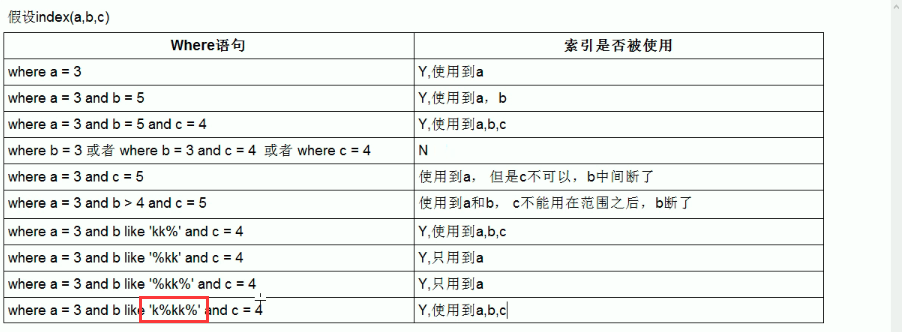 假设index(a,b,c)
Where语句 索引是否被使用
where a = 3 Y,使用到a
where a = 3 and b = 5 Y,使用到a，b
where a = 3 and b = 5 and c = 4 Y,使用到a,b,c
where b = 3 或者 where b = 3 and c = 4 或者 where c = 4 N
where a = 3 and c = 5 使用到a， 但是c不可以，b中间断了
where a = 3 and b > 4 and c = 5 使用到a和b， c不能用在范围之后，b断了
where a = 3 and b like 'kk%' and c = 4 Y,使用到a,b,c
where a = 3 and b like '%kk' and c = 4 Y,只用到a
where a = 3 and b like '%kk%' and c = 4 Y,只用到a
where a = 3 and b like 'k%kk%' and c = 4 Y,使用到a,b,c